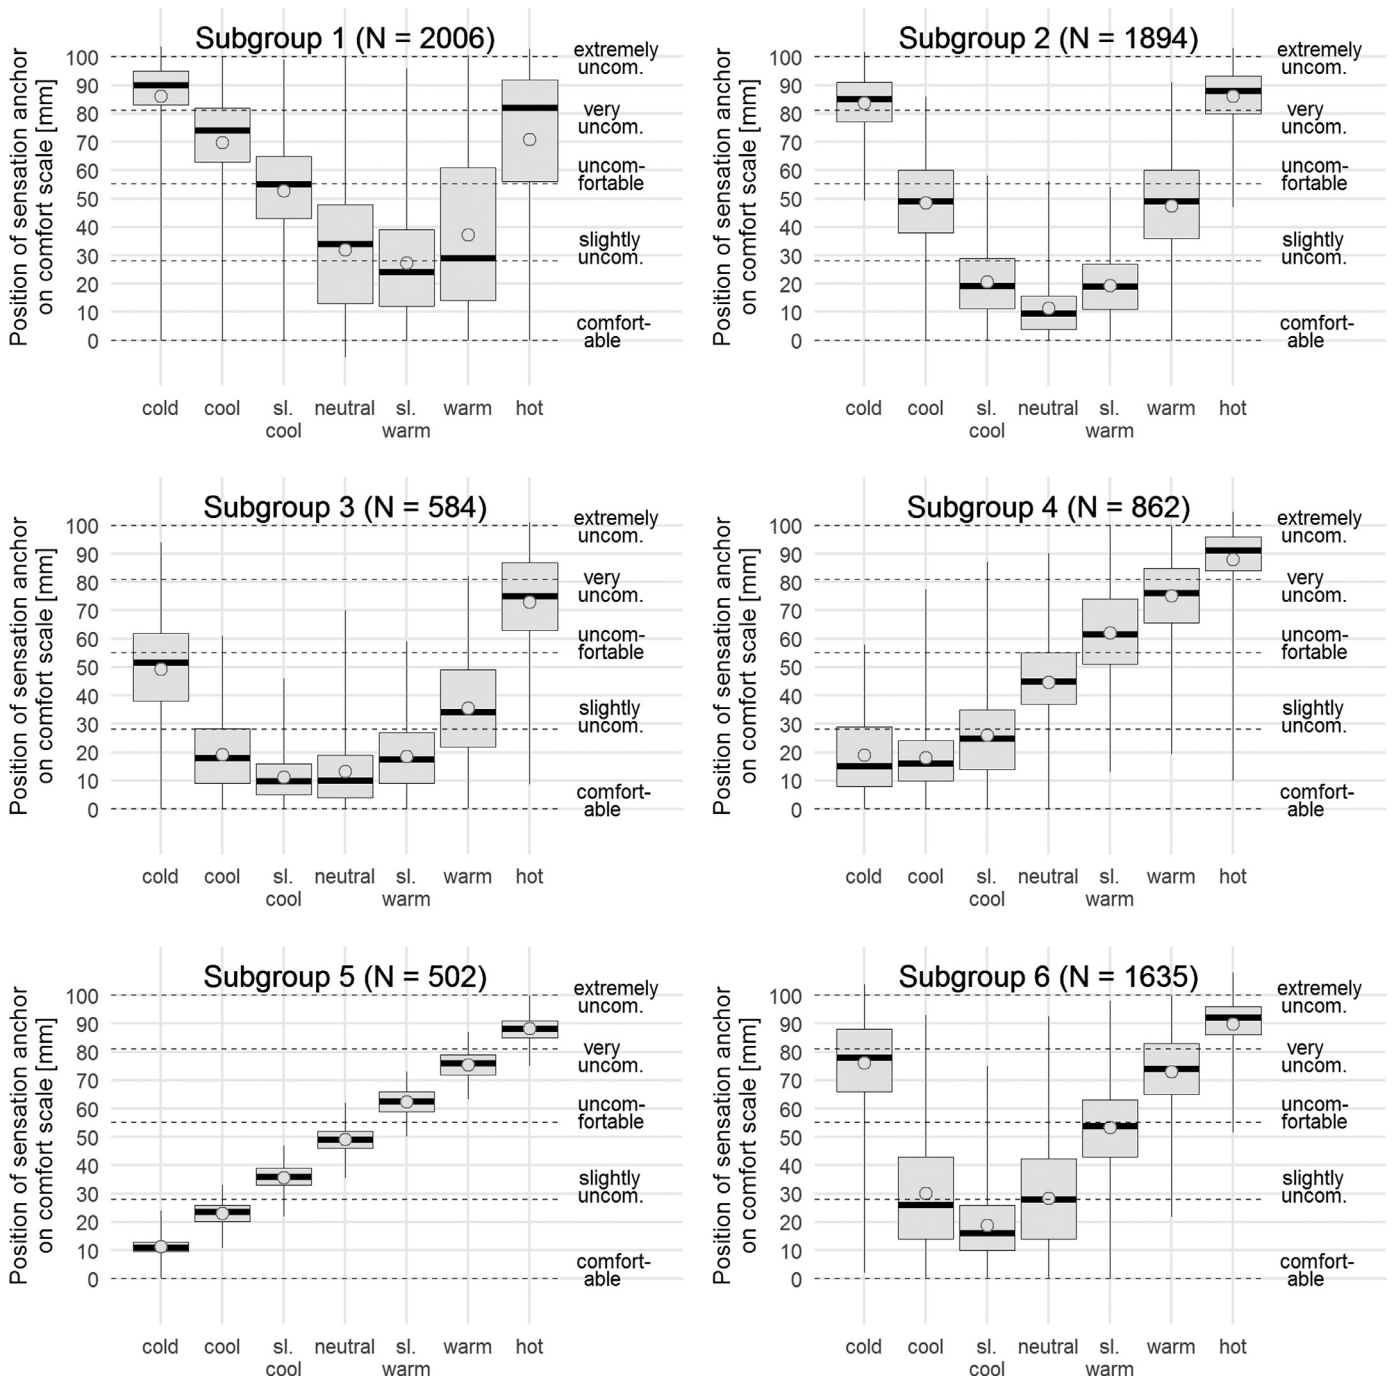 Subgroup 1 (N = 2006)
Position of sensation anchor
on comfort scale [mm]
100
90
80
70
60
50
40
30
20
10
0
extremely
uncom.
very
uncom.
uncom-
fortable
slightly
uncom.
comfort-
able
cold cool sl. neutral sl. warm hot
cool warm
Subgroup 2 (N = 1894)
Position of sensation anchor
on comfort scale [mm]
100
90
80
70
60
50
40
30
20
10
0
extremely
uncom.
very
uncom.
uncom-
fortable
slightly
uncom.
comfort-
able
cold cool sl. neutral sl. warm hot
cool warm
Subgroup 3 (N = 584)
Position of sensation anchor
on comfort scale [mm]
100
90
80
70
60
50
40
30
20
10
0
extremely
uncom.
very
uncom.
uncom-
fortable
slightly
uncom.
comfort-
able
cold cool sl. neutral sl. warm hot
cool warm
Subgroup 4 (N = 862)
Position of sensation anchor
on comfort scale [mm]
100
90
80
70
60
50
40
30
20
10
0
extremely
uncom.
very
uncom.
uncom-
fortable
slightly
uncom.
comfort-
able
cold cool sl. neutral sl. warm hot
cool warm
Subgroup 5 (N = 502)
Position of sensation anchor
on comfort scale [mm]
100
90
80
70
60
50
40
30
20
10
0
extremely
uncom.
very
uncom.
uncom-
fortable
slightly
uncom.
comfort-
able
cold cool sl. neutral sl. warm hot
cool warm
Subgroup 6 (N = 1635)
Position of sensation anchor
on comfort scale [mm]
100
90
80
70
60
50
40
30
20
10
0
extremely
uncom.
very
uncom.
uncom-
fortable
slightly
uncom.
comfort-
able
cold cool sl. neutral sl. warm hot
cool warm